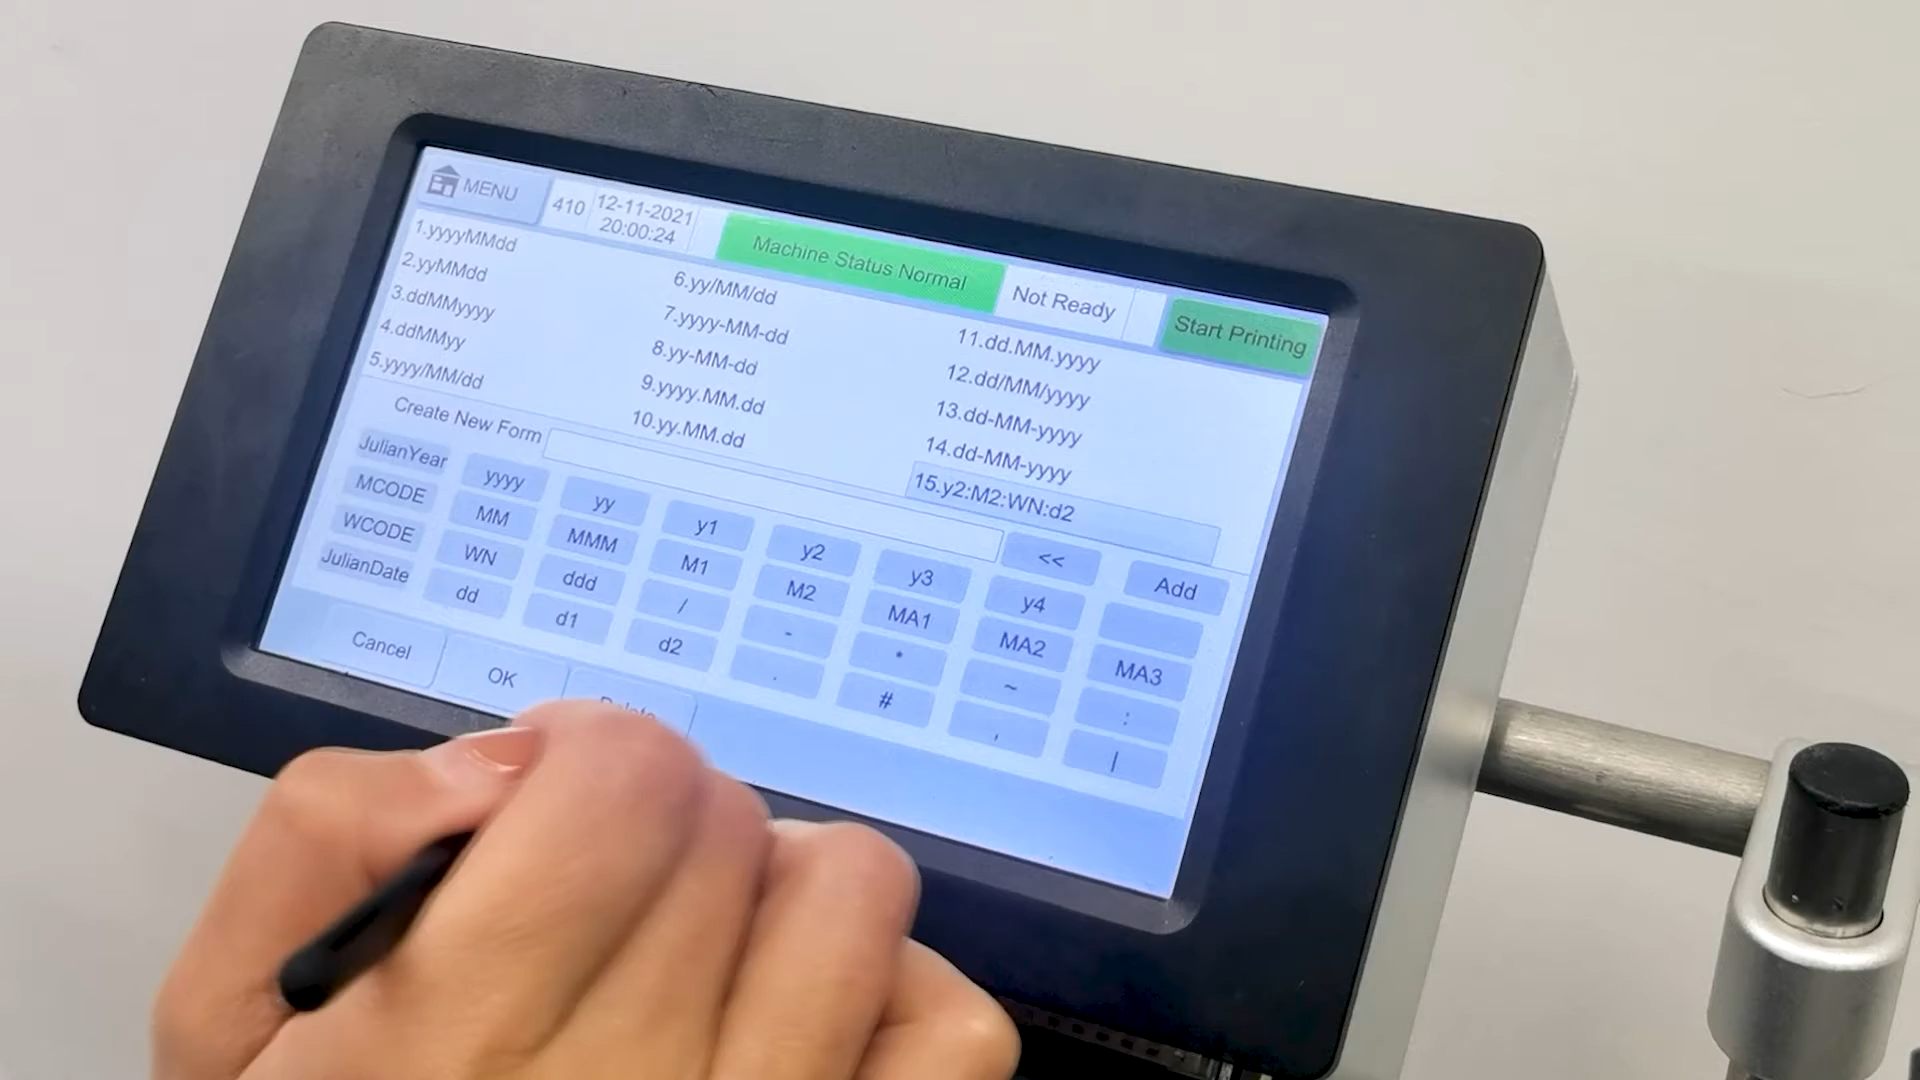 MENU
410
12-11-2021
20:00:24
Machine Status Normal
Not Ready
Start Printing
1.yyyyMMdd
2.yyMMdd
3.ddMMyyyy
4.ddMMyy
5.yyyy/MM/dd
6.yy/MM/dd
7.yyyy-MM-dd
8.yy-MM-dd
9.yyyy.MM.dd
10.yy.MM.dd
11.dd.MM.yyyy
12.dd/MM/yyyy
13.dd-MM-yyyy
14.dd-MM-yyyy
15.y2:M2:WN:d2
Create New Form
<< Add
JulianYear yyyy yy y1 y2 y3 y4
MCODE MM MMM M1 M2 MA1 MA2 MA3
WCODE WN ddd / - * ~ :
JulianDate dd d1 d2 . # , |
Cancel OK Delete